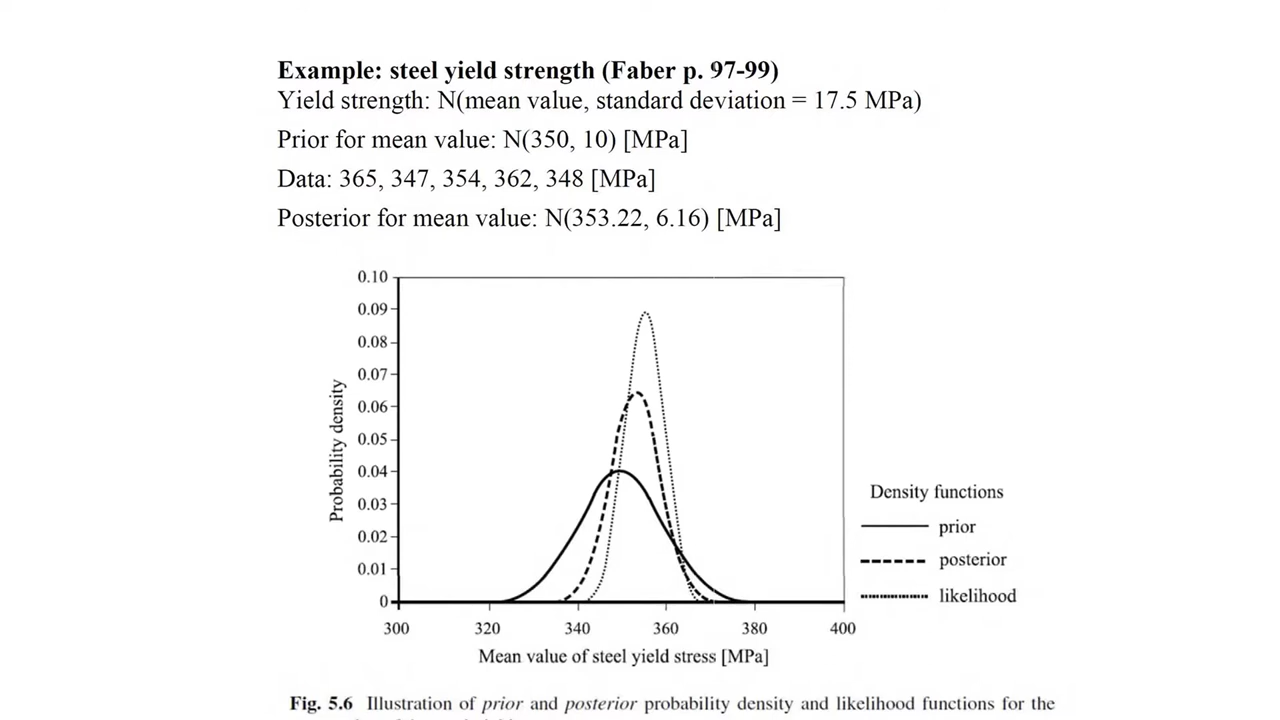 Example: steel yield strength (Faber p. 97-99)
Yield strength: N(mean value, standard deviation = 17.5 MPa)
Prior for mean value: N(350, 10) [MPa]
Data: 365, 347, 354, 362, 348 [MPa]
Posterior for mean value: N(353.22, 6.16) [MPa]
0.10
0.09
0.08
0.07
0.06
0.05
0.04
0.03
0.02
0.01
0
Probability density
300 320 340 360 380 400
Mean value of steel yield stress [MPa]
Density functions
prior
posterior
likelihood
Fig. 5.6 Illustration of prior and posterior probability density and likelihood functions for the